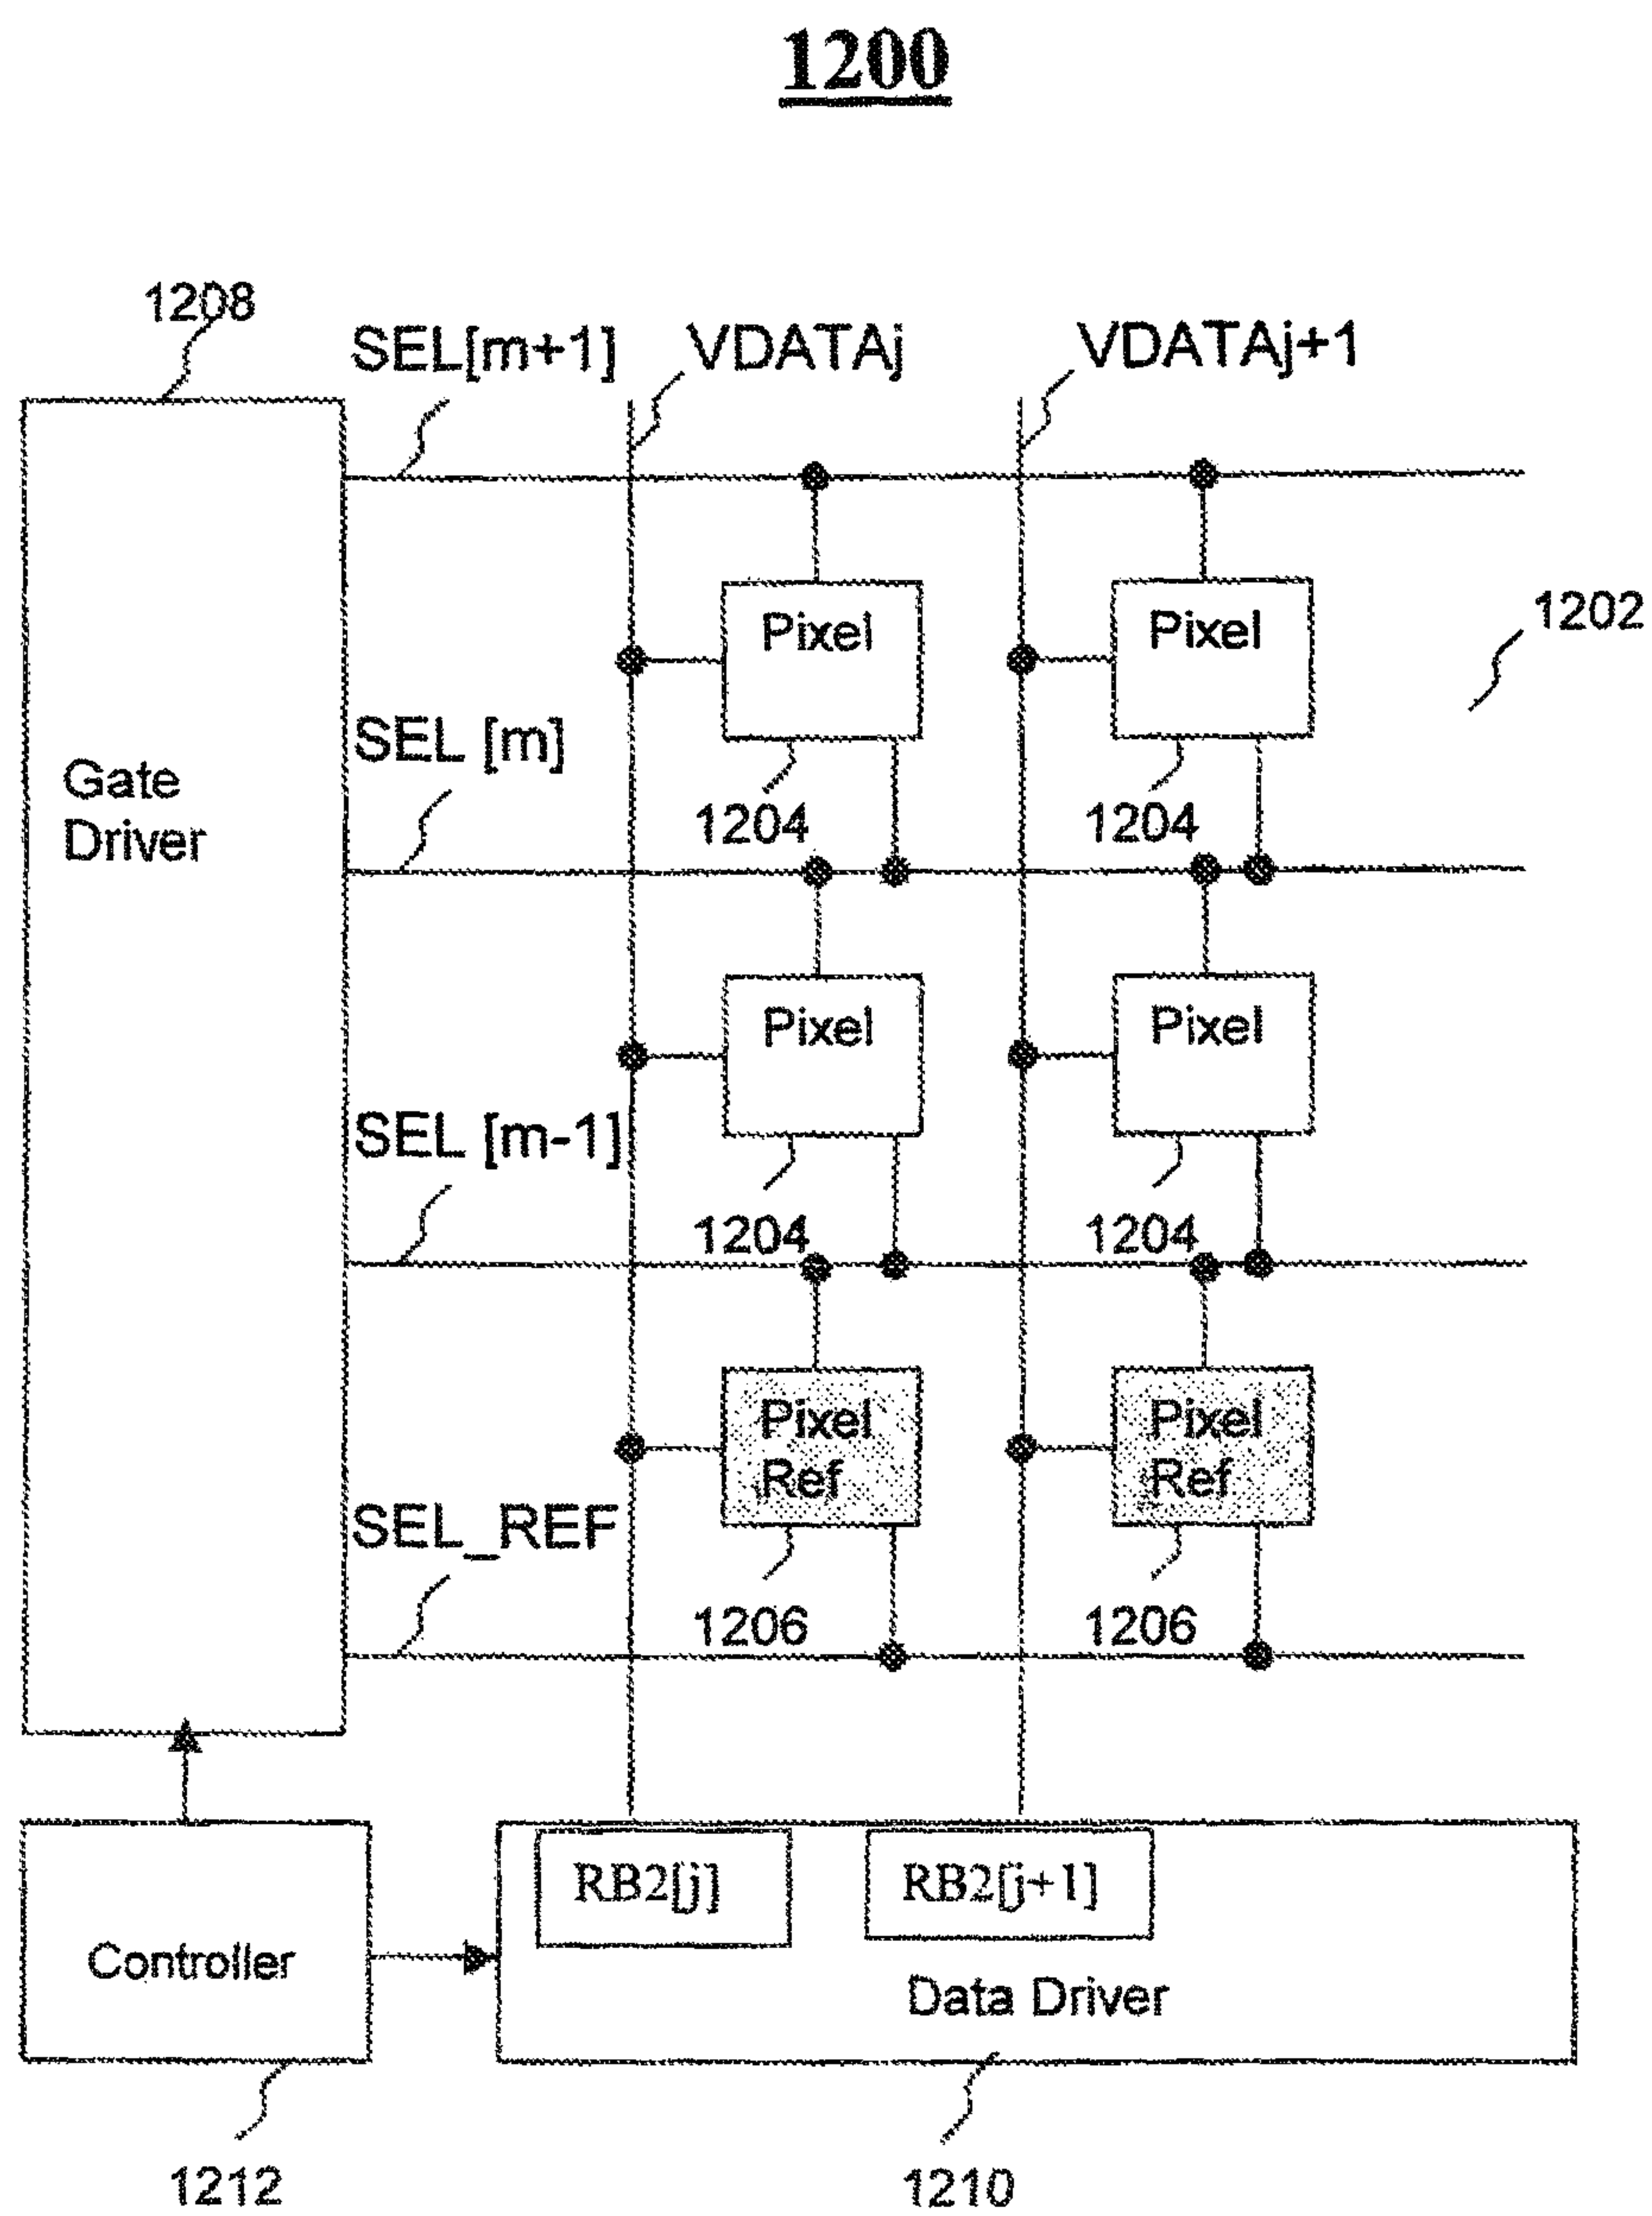 1200
1208
SEL[m+1]
VDATAj
VDATAj+1
Pixel
Pixel
1202
SEL [m]
Gate
Driver
1204
1204
Pixel
Pixel
SEL [m-1]
1204
1204
Pixel
Ref
Pixel
Ref
SEL_REF
1206
1206
RB2[j]
RB2[j+1]
Controller
Data Driver
1212
1210